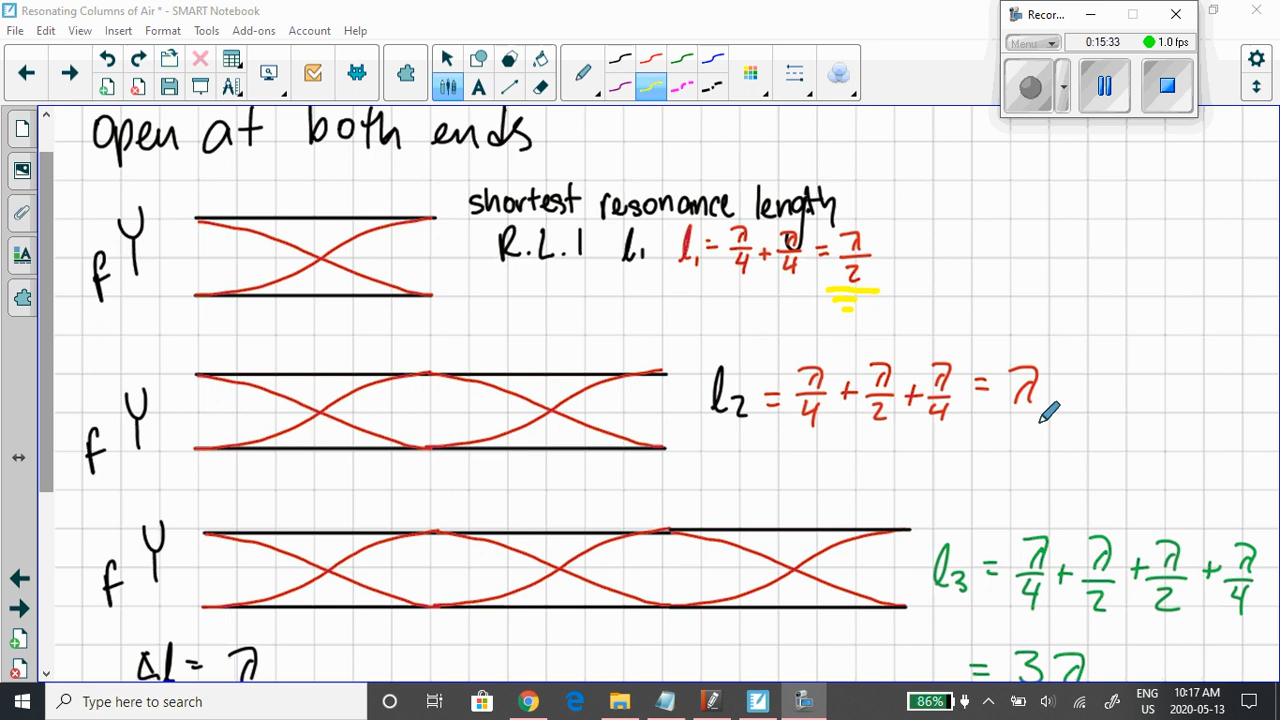 Resonating Columns of Air * - SMART Notebook
File Edit View Insert Format Tools Add-ons Account Help
Recor...
Menu 0:15:33 1.0 fps
open at both ends
shortest resonance length
f R.L.1 l₁ l₁ = λ/4 + λ/4 = λ/2
f l₂ = λ/4 + λ/2 + λ/4 = λ
f l₃ = λ/4 + λ/2 + λ/2 + λ/4
Δl = λ
= 3λ
Type here to search
86%
ENG
US
10:17 AM
2020-05-13